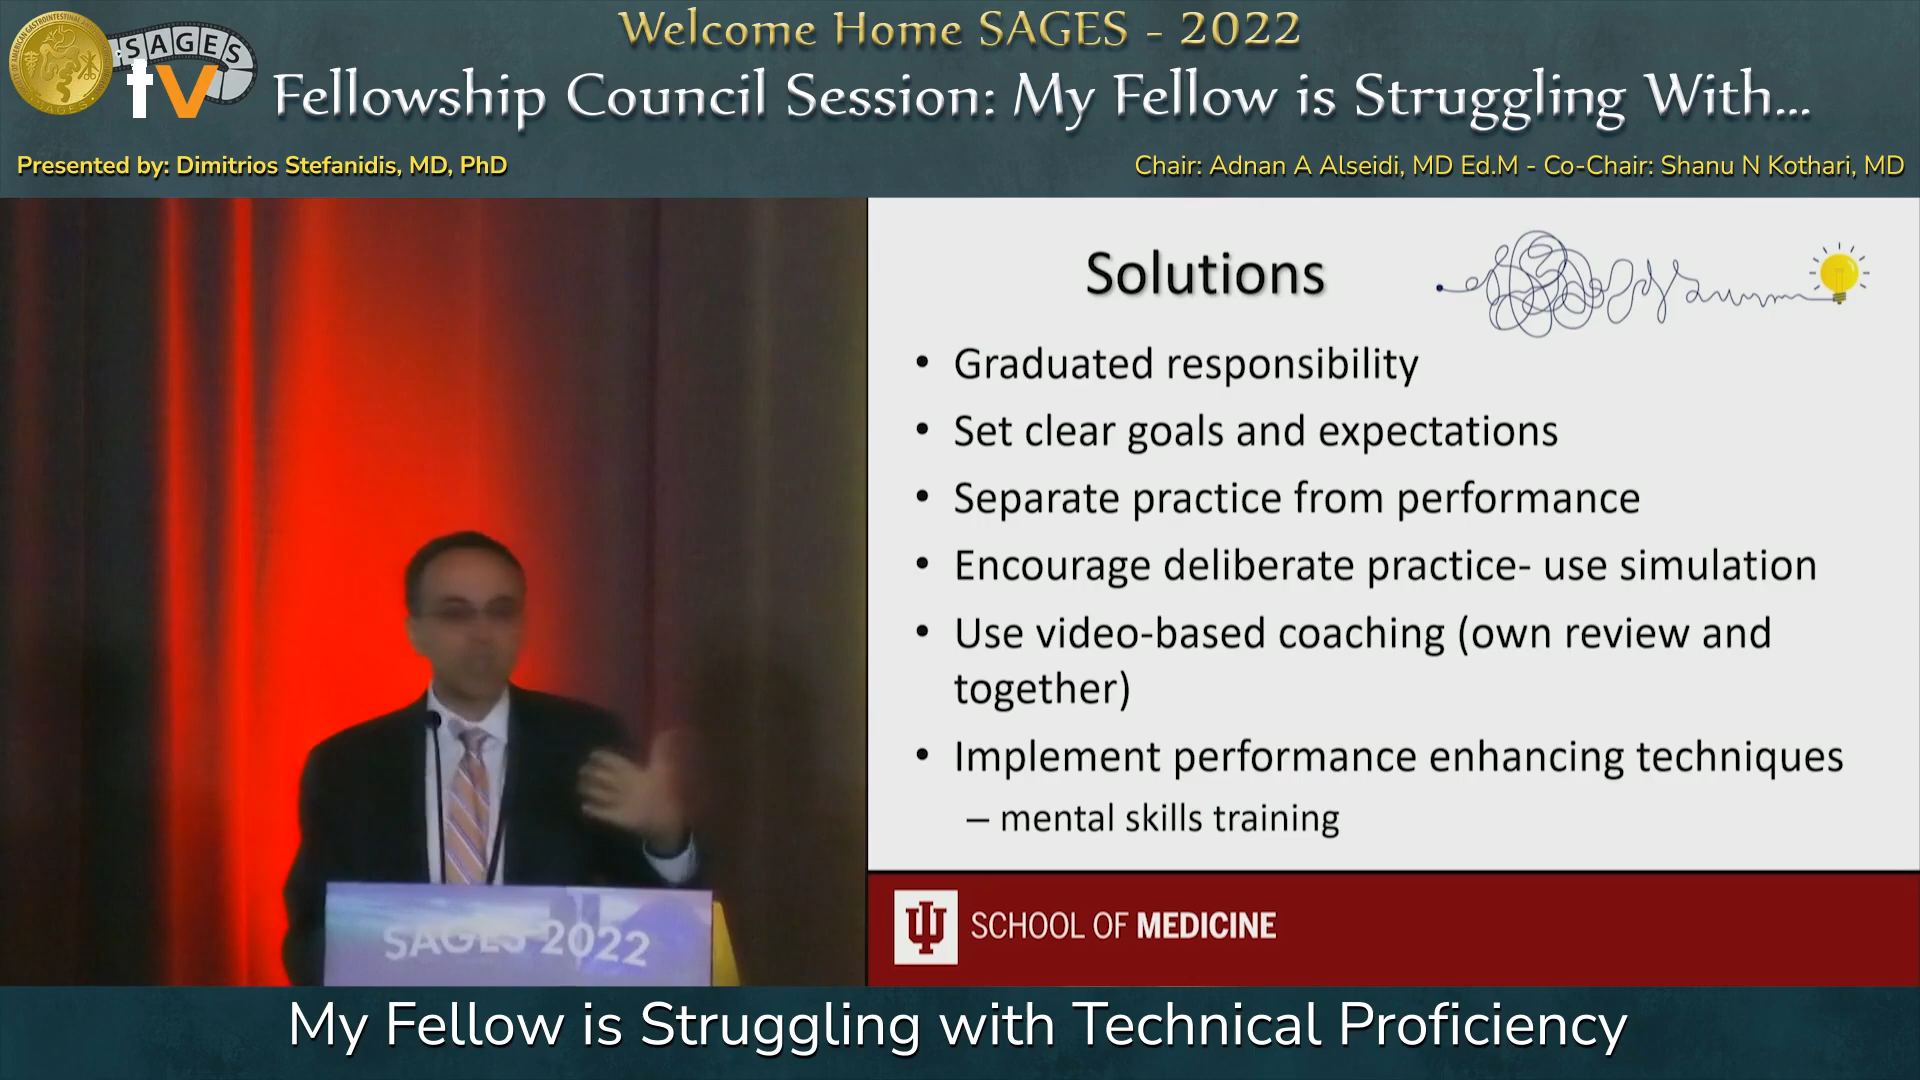 SAGES
tv
Welcome Home SAGES - 2022
Fellowship Council Session: My Fellow is Struggling With...
Presented by: Dimitrios Stefanidis, MD, PhD
Chair: Adnan A Alseidi, MD Ed.M - Co-Chair: Shanu N Kothari, MD
Solutions
• Graduated responsibility
• Set clear goals and expectations
• Separate practice from performance
• Encourage deliberate practice- use simulation
• Use video-based coaching (own review and
together)
• Implement performance enhancing techniques
– mental skills training
SCHOOL OF MEDICINE
SAGES 2022
My Fellow is Struggling with Technical Proficiency